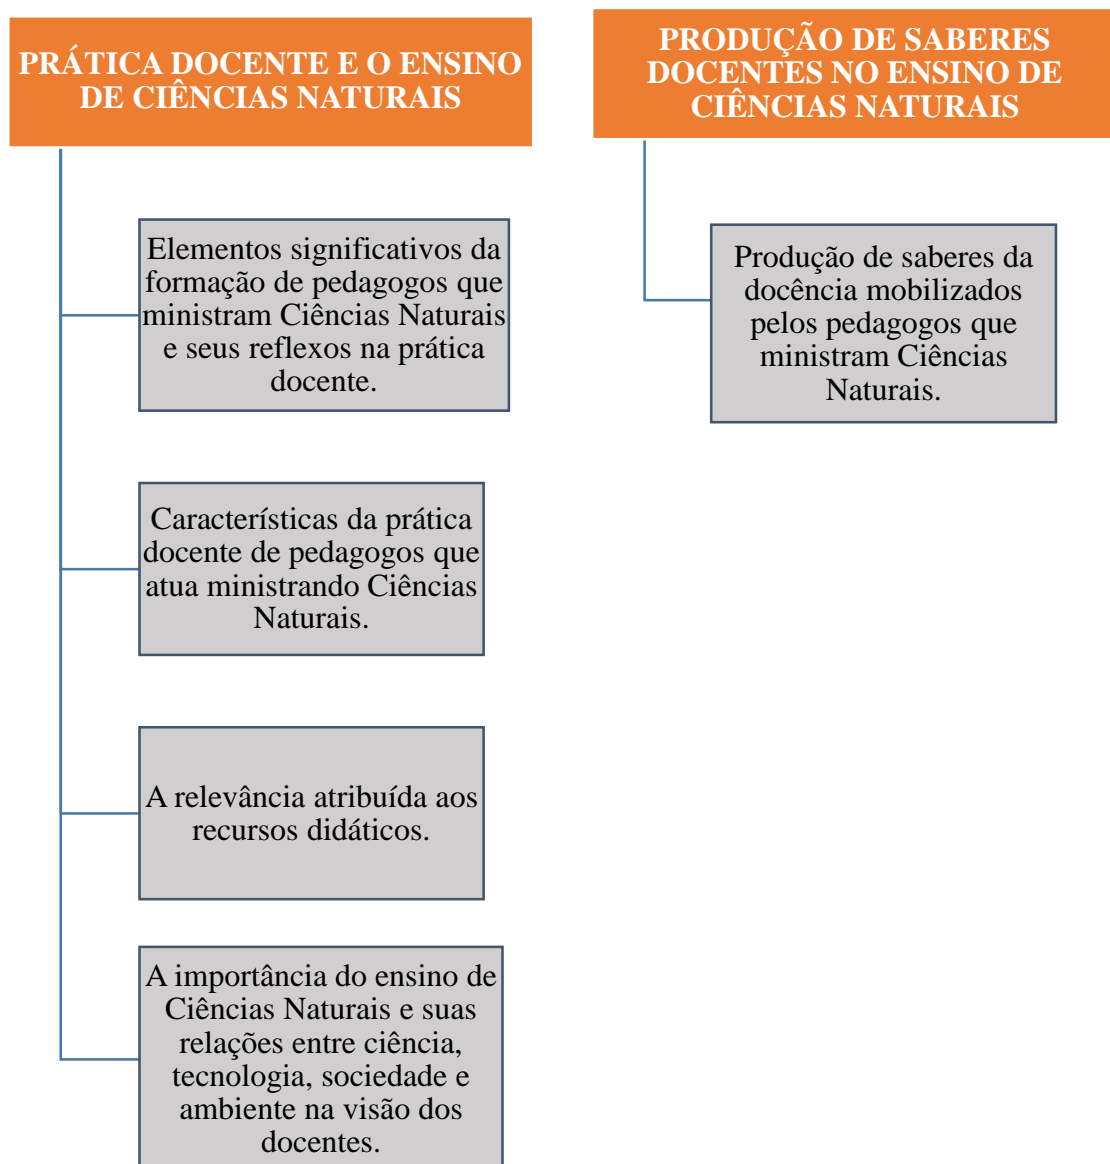 PRÁTICA DOCENTE E O ENSINO
DE CIÊNCIAS NATURAIS
Elementos significativos da
formação de pedagogos que
ministram Ciências Naturais
e seus reflexos na prática
docente.
Características da prática
docente de pedagogos que
atua ministrando Ciências
Naturais.
A relevância atribuída aos
recursos didáticos.
A importância do ensino de
Ciências Naturais e suas
relações entre ciência,
tecnologia, sociedade e
ambiente na visão dos
docentes.
PRODUÇÃO DE SABERES
DOCENTES NO ENSINO DE
CIÊNCIAS NATURAIS
Produção de saberes da
docência mobilizados
pelos pedagogos que
ministram Ciências
Naturais.